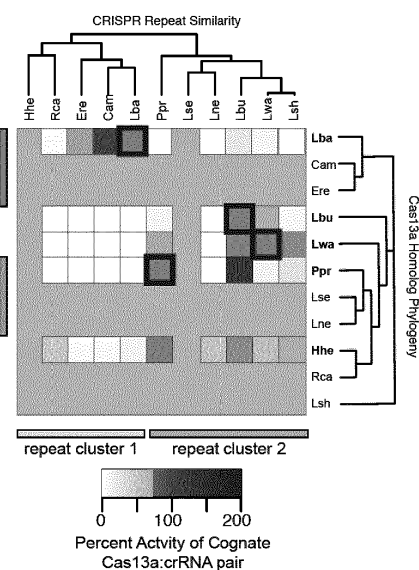 CRISPR Repeat Similarity
Hhe Rca Ere Cam Lba Ppr Lse Lne Lbu Lwa Lsh
Lba
Cam
Ere
Lbu
Lwa
Ppr
Lse
Lne
Hhe
Rca
Lsh
Cas13a Homolog Phylogeny
repeat cluster 1 repeat cluster 2
0 100 200
Percent Actvity of Cognate
Cas13a:crRNA pair